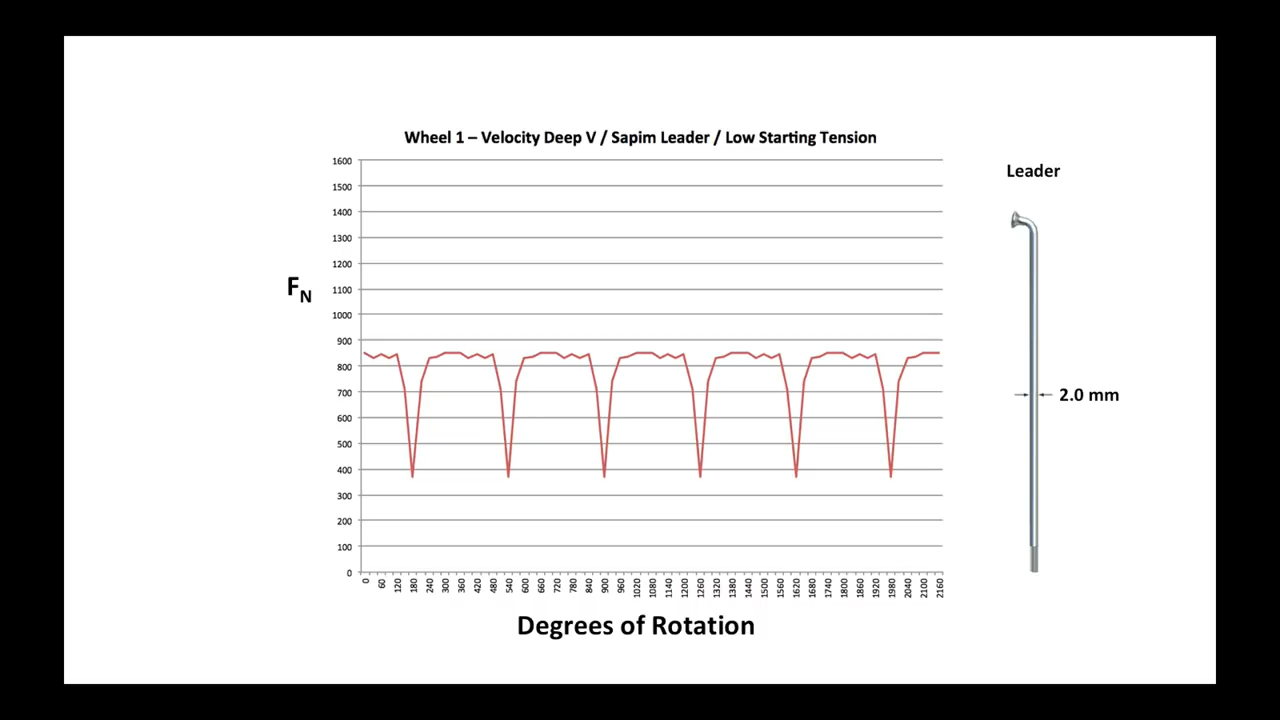 Wheel 1 – Velocity Deep V / Sapim Leader / Low Starting Tension
1600
1500
1400
1300
1200
1100
1000
900
800
700
600
500
400
300
200
100
0
F_N
0 60 120 180 240 300 360 420 480 540 600 660 720 780 840 900 960 1020 1080 1140 1200 1260 1320 1380 1440 1500 1560 1620 1680 1740 1800 1860 1920 1980 2040 2100 2160
Degrees of Rotation
Leader
2.0 mm